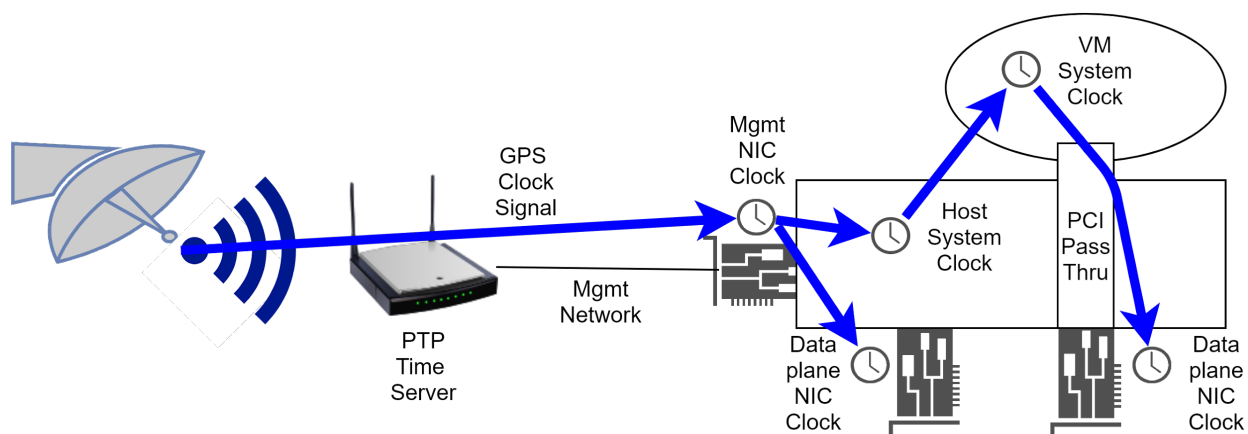 VM
System
Clock
Mgmt
NIC
Clock
GPS
Clock
Signal
Host
System
Clock
PCI
Pass
Thru
Mgmt
Network
PTP
Time
Server
Data
plane
NIC
Clock
Data
plane
NIC
Clock